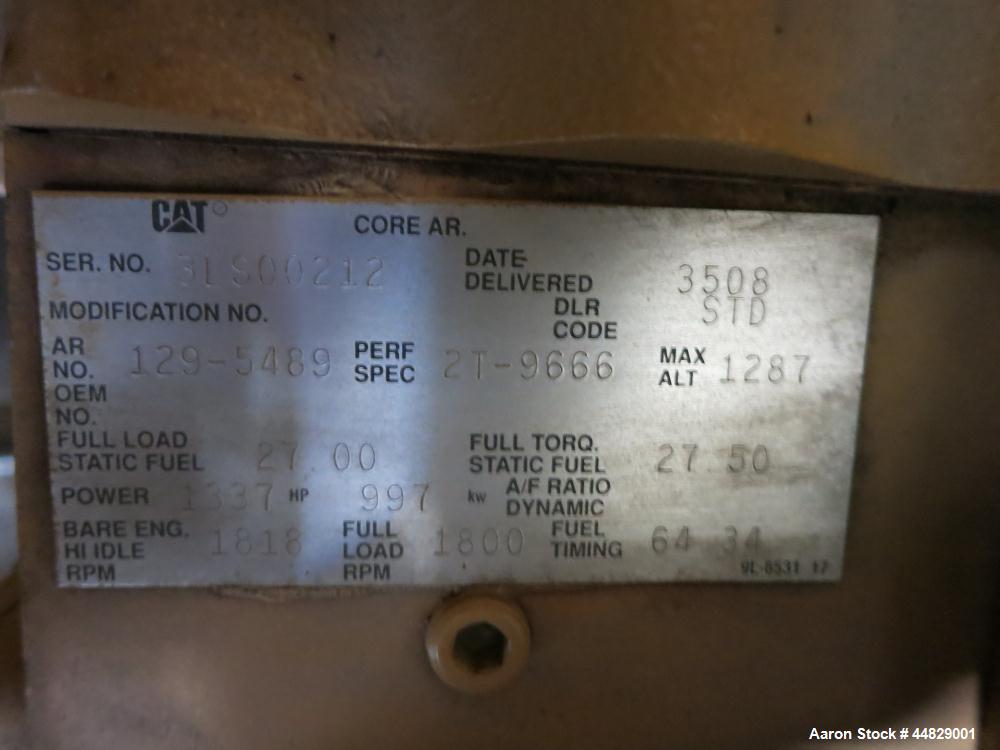 CAT
CORE AR.
SER. NO. 3LS00212
DATE
DELIVERED 3508
MODIFICATION NO.
DLR
CODE STD
AR
NO. 129-5489
PERF
SPEC 2T-9666
MAX
ALT 1287
OEM
NO.
FULL LOAD
STATIC FUEL 27 00
FULL TORQ.
STATIC FUEL 27 50
POWER 1337 HP 997 kw
A/F RATIO
DYNAMIC
BARE ENG.
HI IDLE 1818
RPM
FULL
LOAD 1800
RPM
FUEL
TIMING 64 34
9L-6531 17
Aaron Stock # 44829001